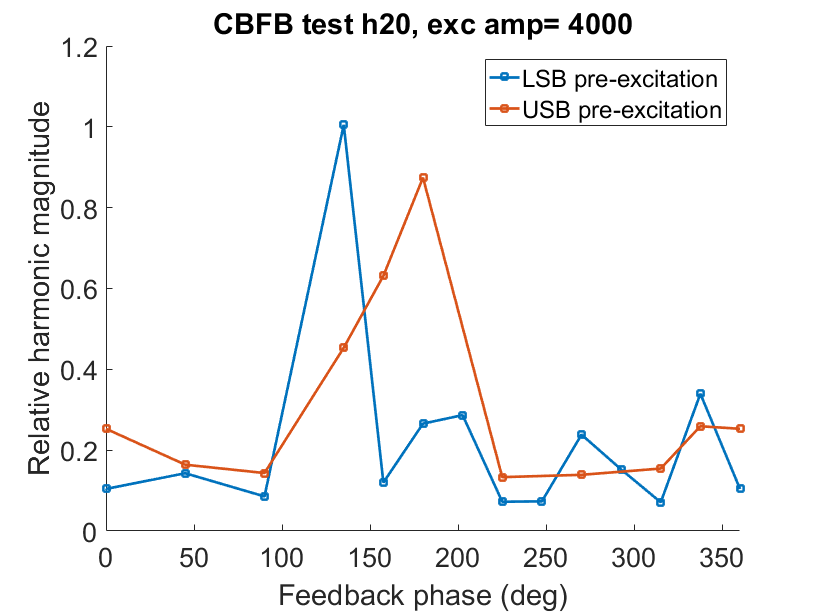 CBFB test h20, exc amp= 4000
LSB pre-excitation
USB pre-excitation
Relative harmonic magnitude
1.2
1
0.8
0.6
0.4
0.2
0
0 50 100 150 200 250 300 350
Feedback phase (deg)